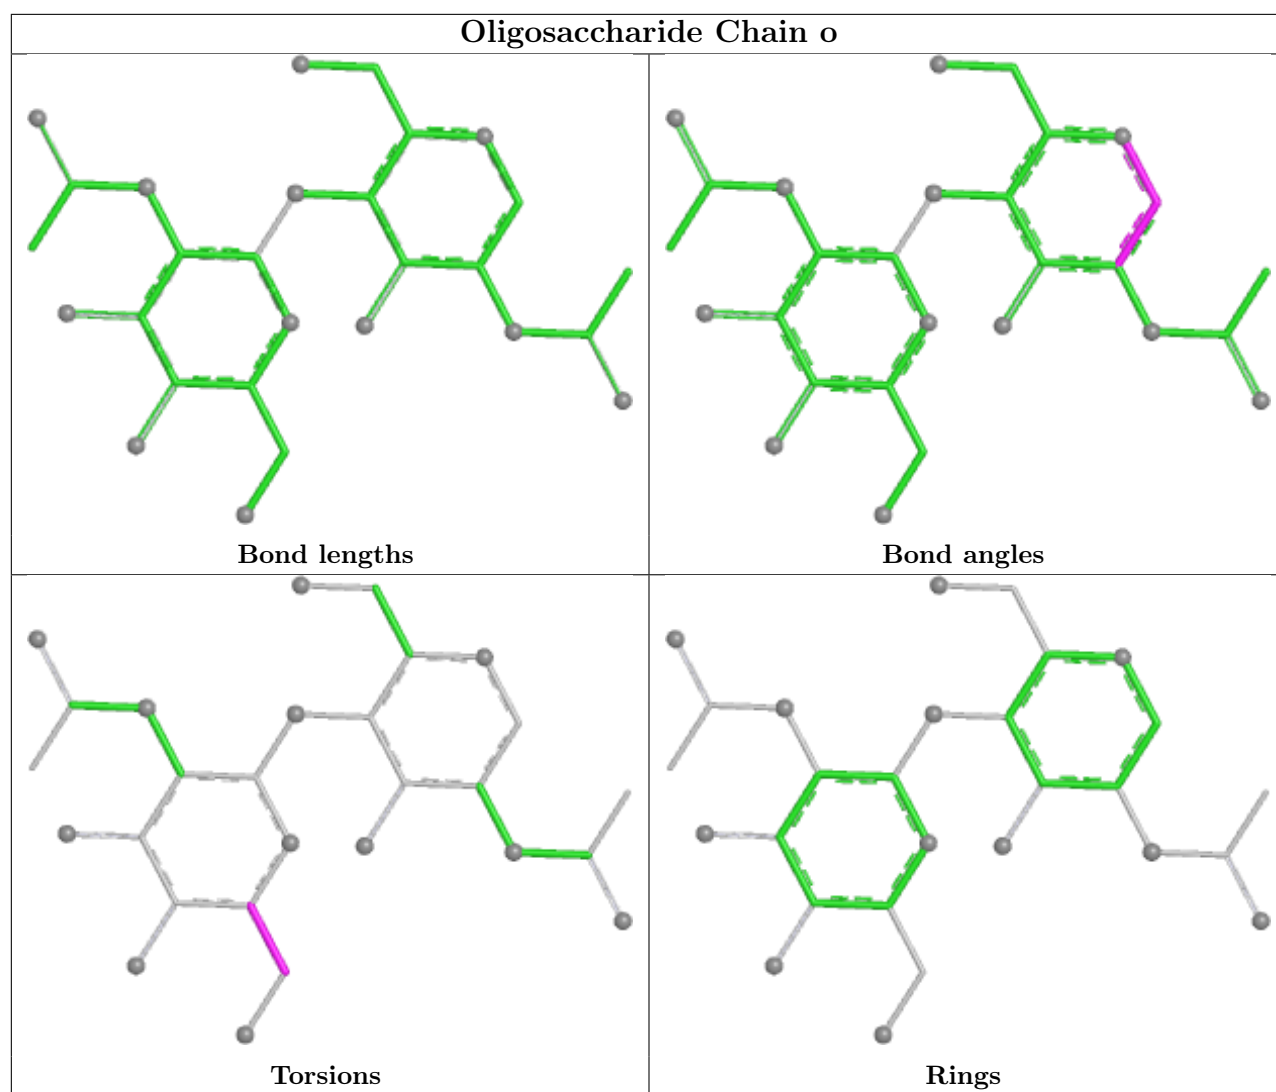 Oligosaccharide Chain o
Bond lengths
Bond angles
Torsions
Rings